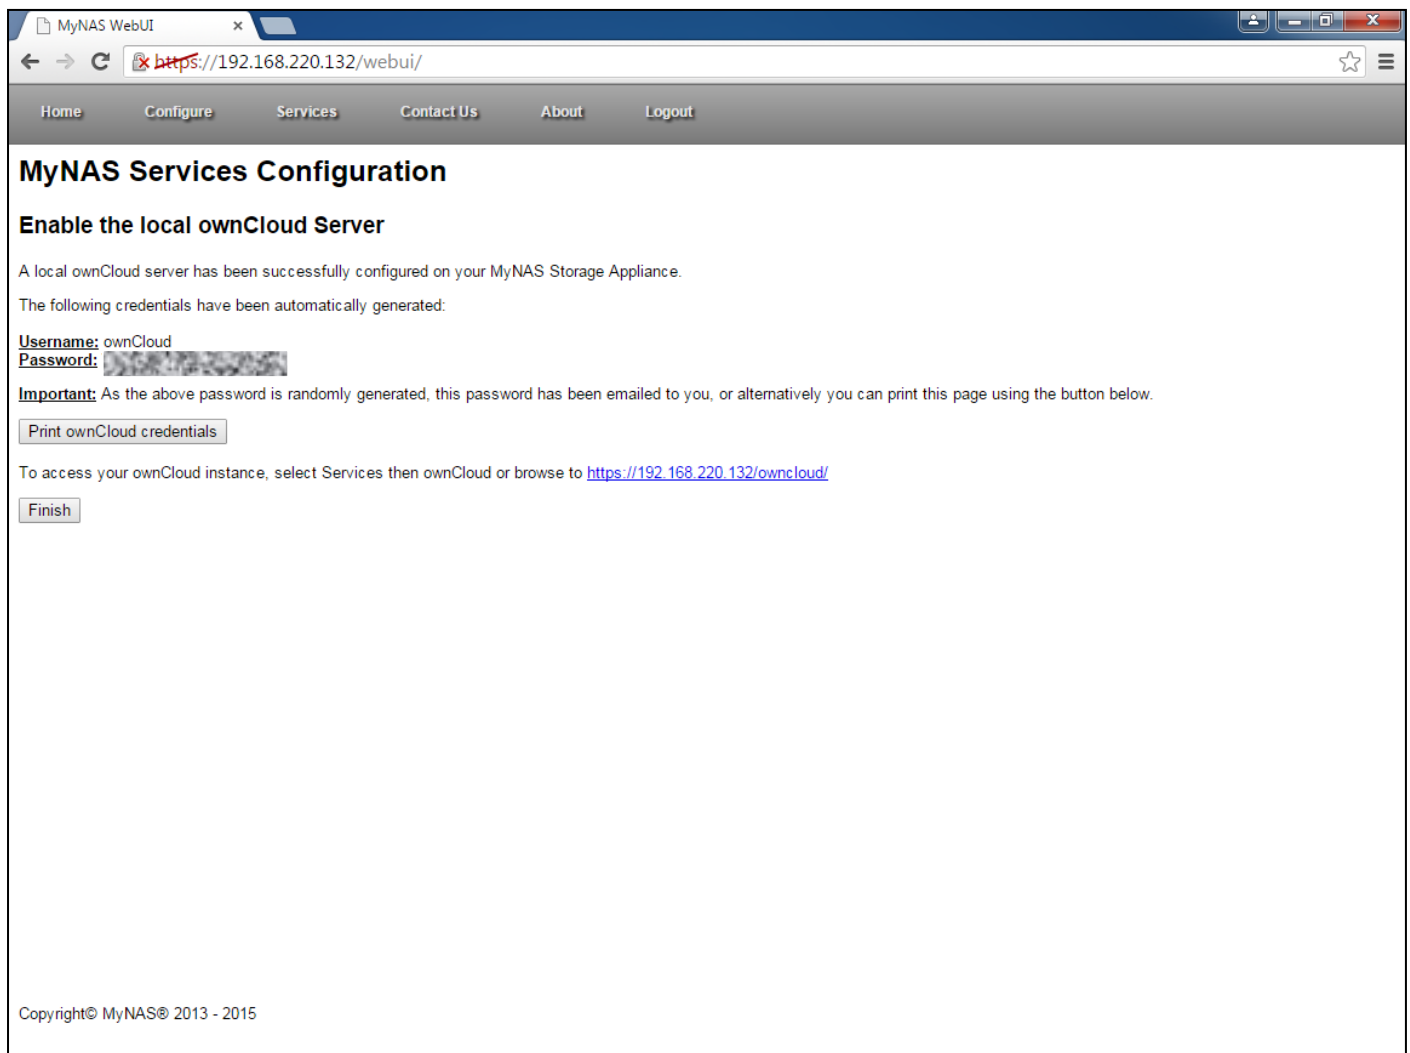 MyNAS WebUI
https://192.168.220.132/webui/
Home Configure Services Contact Us About Logout
MyNAS Services Configuration
Enable the local ownCloud Server
A local ownCloud server has been successfully configured on your MyNAS Storage Appliance.
The following credentials have been automatically generated:
Username: ownCloud
Password:
Important: As the above password is randomly generated, this password has been emailed to you, or alternatively you can print this page using the button below.
Print ownCloud credentials
To access your ownCloud instance, select Services then ownCloud or browse to https://192.168.220.132/owncloud/
Finish
Copyright© MyNAS® 2013 - 2015